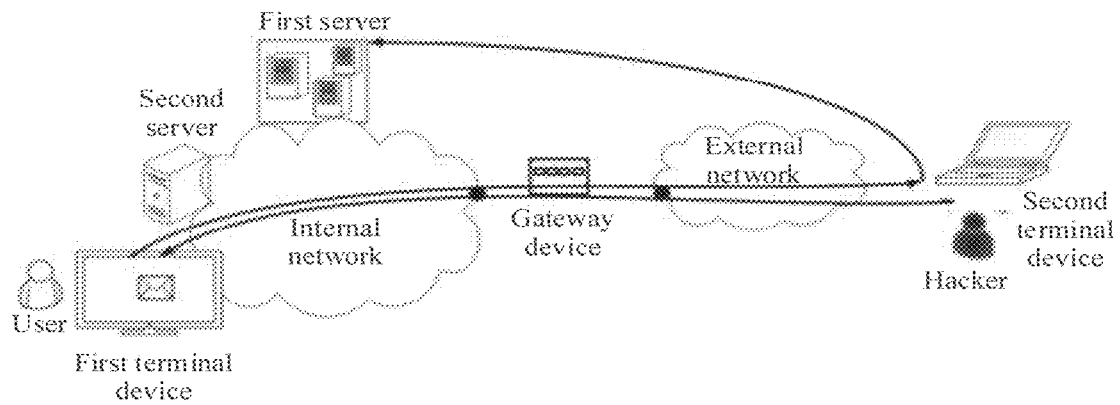 First server
Second
server
External
network
Gateway
device
Internal
network
Second
terminal
device
Hacker
User
First terminal
device